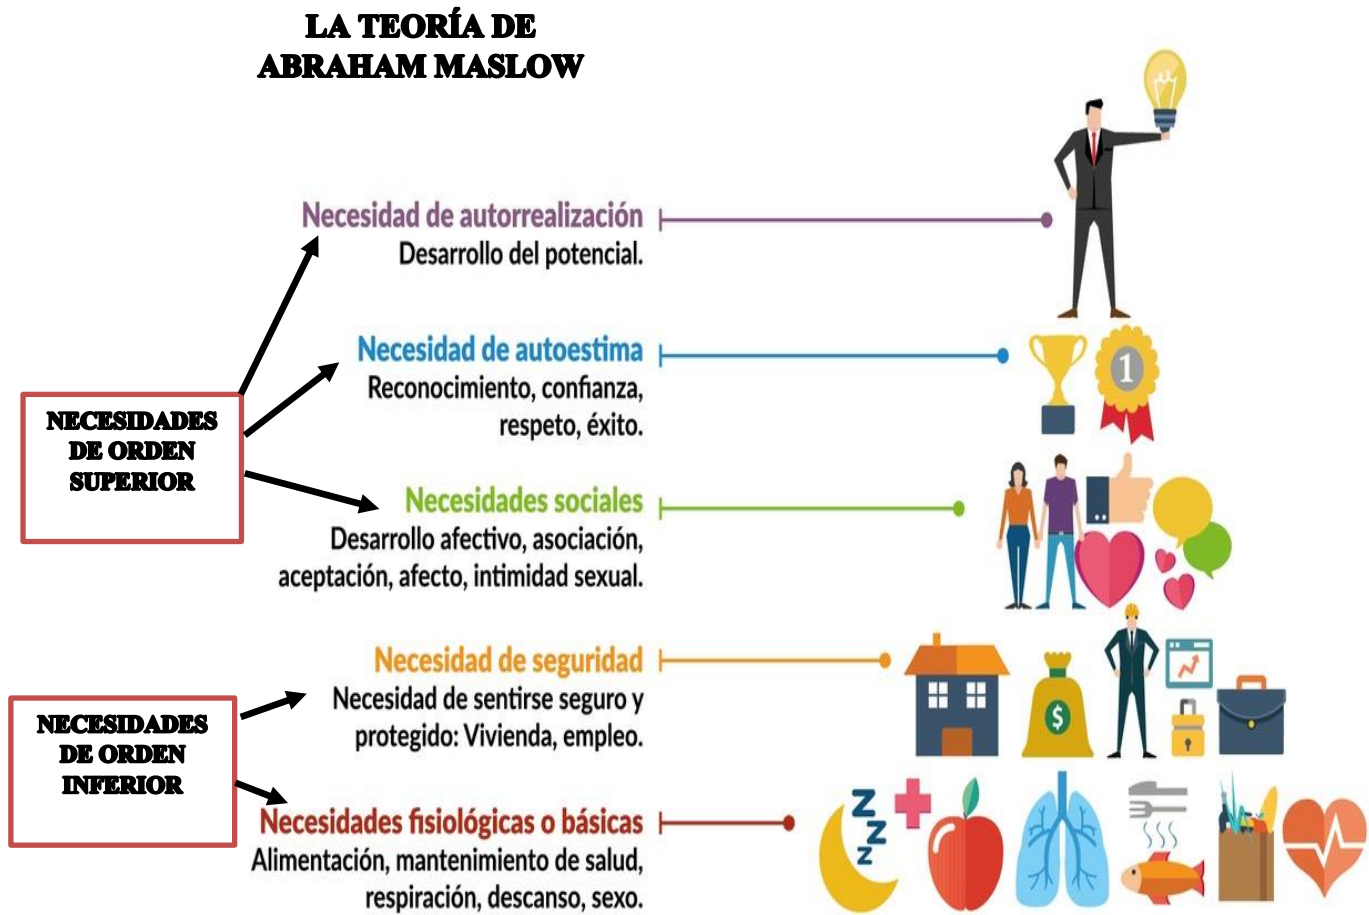 LA TEORÍA DE
ABRAHAM MASLOW
Necesidad de autorrealización
Desarrollo del potencial.
Necesidad de autoestima
Reconocimiento, confianza,
respeto, éxito.
1
NECESIDADES
DE ORDEN
SUPERIOR
Necesidades sociales
Desarrollo afectivo, asociación,
aceptación, afecto, intimidad sexual.
Necesidad de seguridad
Necesidad de sentirse seguro y
protegido: Vivienda, empleo.
$
NECESIDADES
DE ORDEN
INFERIOR
Necesidades fisiológicas o básicas
Alimentación, mantenimiento de salud,
respiración, descanso, sexo.
Z
Z
Z